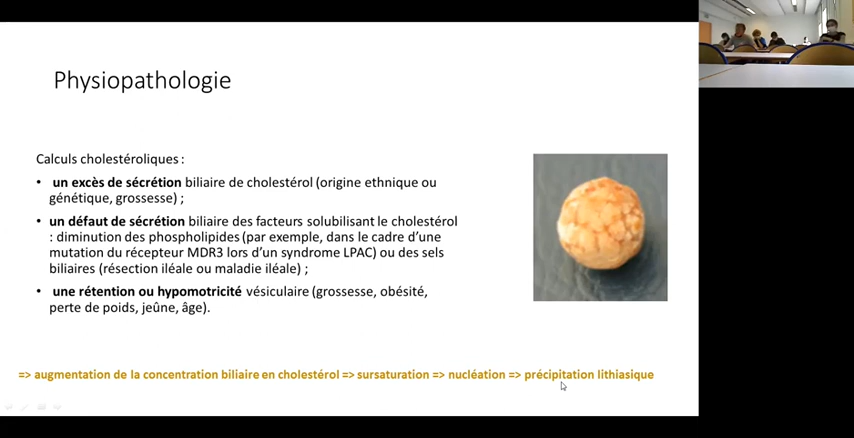 Physiopathologie
Calculs cholestéroliques :
• un excès de sécrétion biliaire de cholestérol (origine ethnique ou
génétique, grossesse) ;
• un défaut de sécrétion biliaire des facteurs solubilisant le cholestérol
: diminution des phospholipides (par exemple, dans le cadre d'une
mutation du récepteur MDR3 lors d'un syndrome LPAC) ou des sels
biliaires (résection iléale ou maladie iléale) ;
• une rétention ou hypomotricité vésiculaire (grossesse, obésité,
perte de poids, jeûne, âge).
=> augmentation de la concentration biliaire en cholestérol => sursaturation => nucléation => précipitation lithiasique